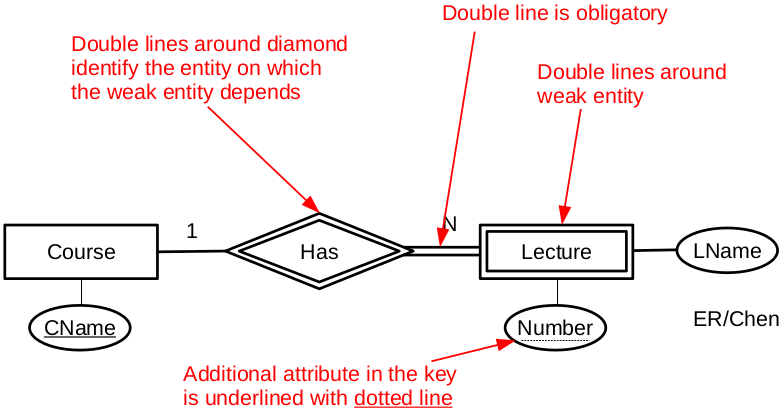 Double line is obligatory
Double lines around diamond
identify the entity on which
the weak entity depends
Double lines around
weak entity
1
N
Course
Has
Lecture
LName
CName
Number
ER/Chen
Additional attribute in the key
is underlined with dotted line